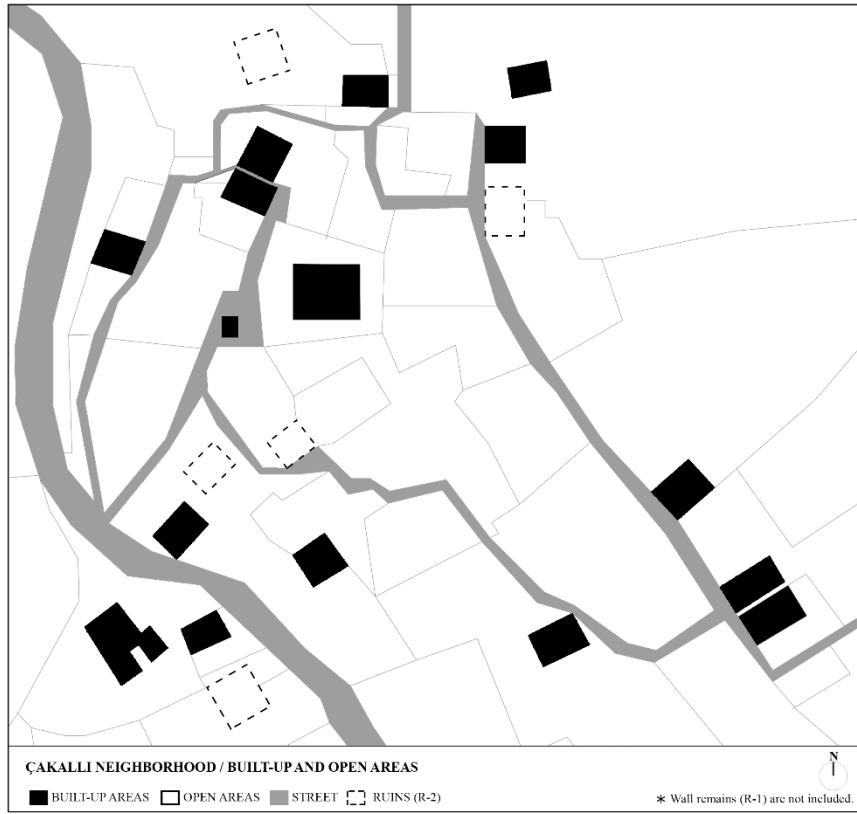 ÇAKALLI NEIGHBORHOOD / BUILT-UP AND OPEN AREAS
N
BUILT-UP AREAS OPEN AREAS STREET RUINS (R-2)
* Wall remains (R-1) are not included.